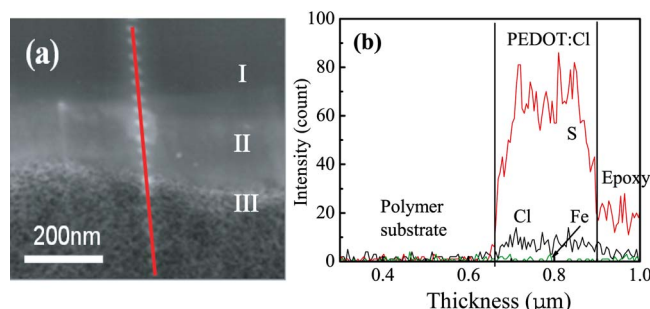 (a)
I
II
III
200nm
(b)
PEDOT:Cl
S
Epoxy
Polymer
substrate
Cl
Fe
Intensity (count)
100
80
60
40
20
0
0.4
0.6
0.8
1.0
Thickness (μm)